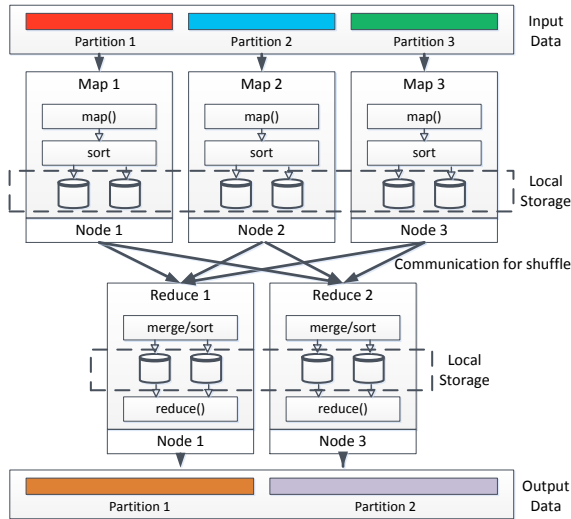 Input
Data
Partition 1
Partition 2
Partition 3
Map 1
Map 2
Map 3
map()
map()
map()
sort
sort
sort
Local
Storage
Node 1
Node 2
Node 3
Communication for shuffle
Reduce 1
Reduce 2
merge/sort
merge/sort
Local
Storage
reduce()
reduce()
Node 1
Node 3
Output
Data
Partition 1
Partition 2